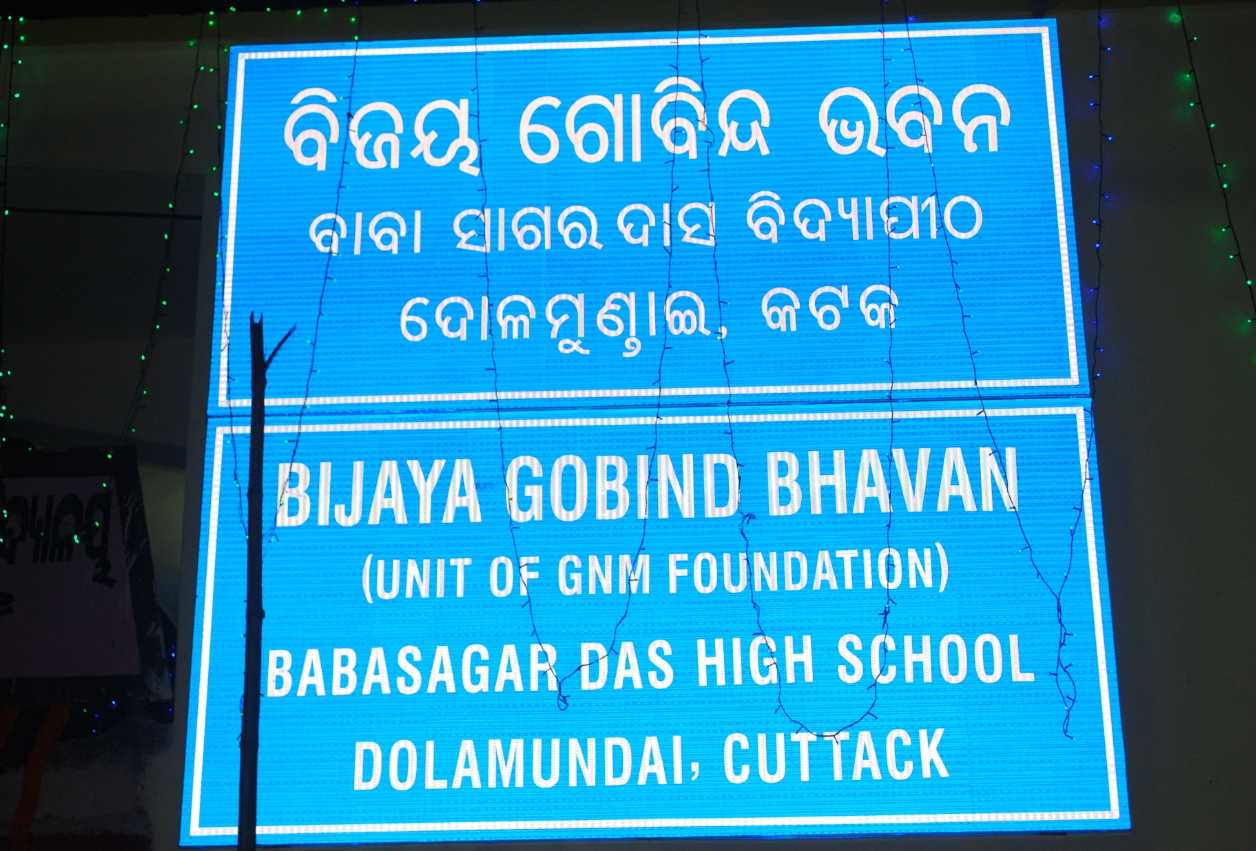 ବିଜୟ ଗୋବିନ୍ଦ ଭବନ
ବାବା ସାଗର ଦାସ ବିଦ୍ୟାପୀଠ
ଦୋଳମୁଣ୍ଡାଇ, କଟକ
BIJAYA GOBIND BHAVAN
(UNIT OF GNM FOUNDATION)
BABASAGAR DAS HIGH SCHOOL
DOLAMUNDAI, CUTTACK